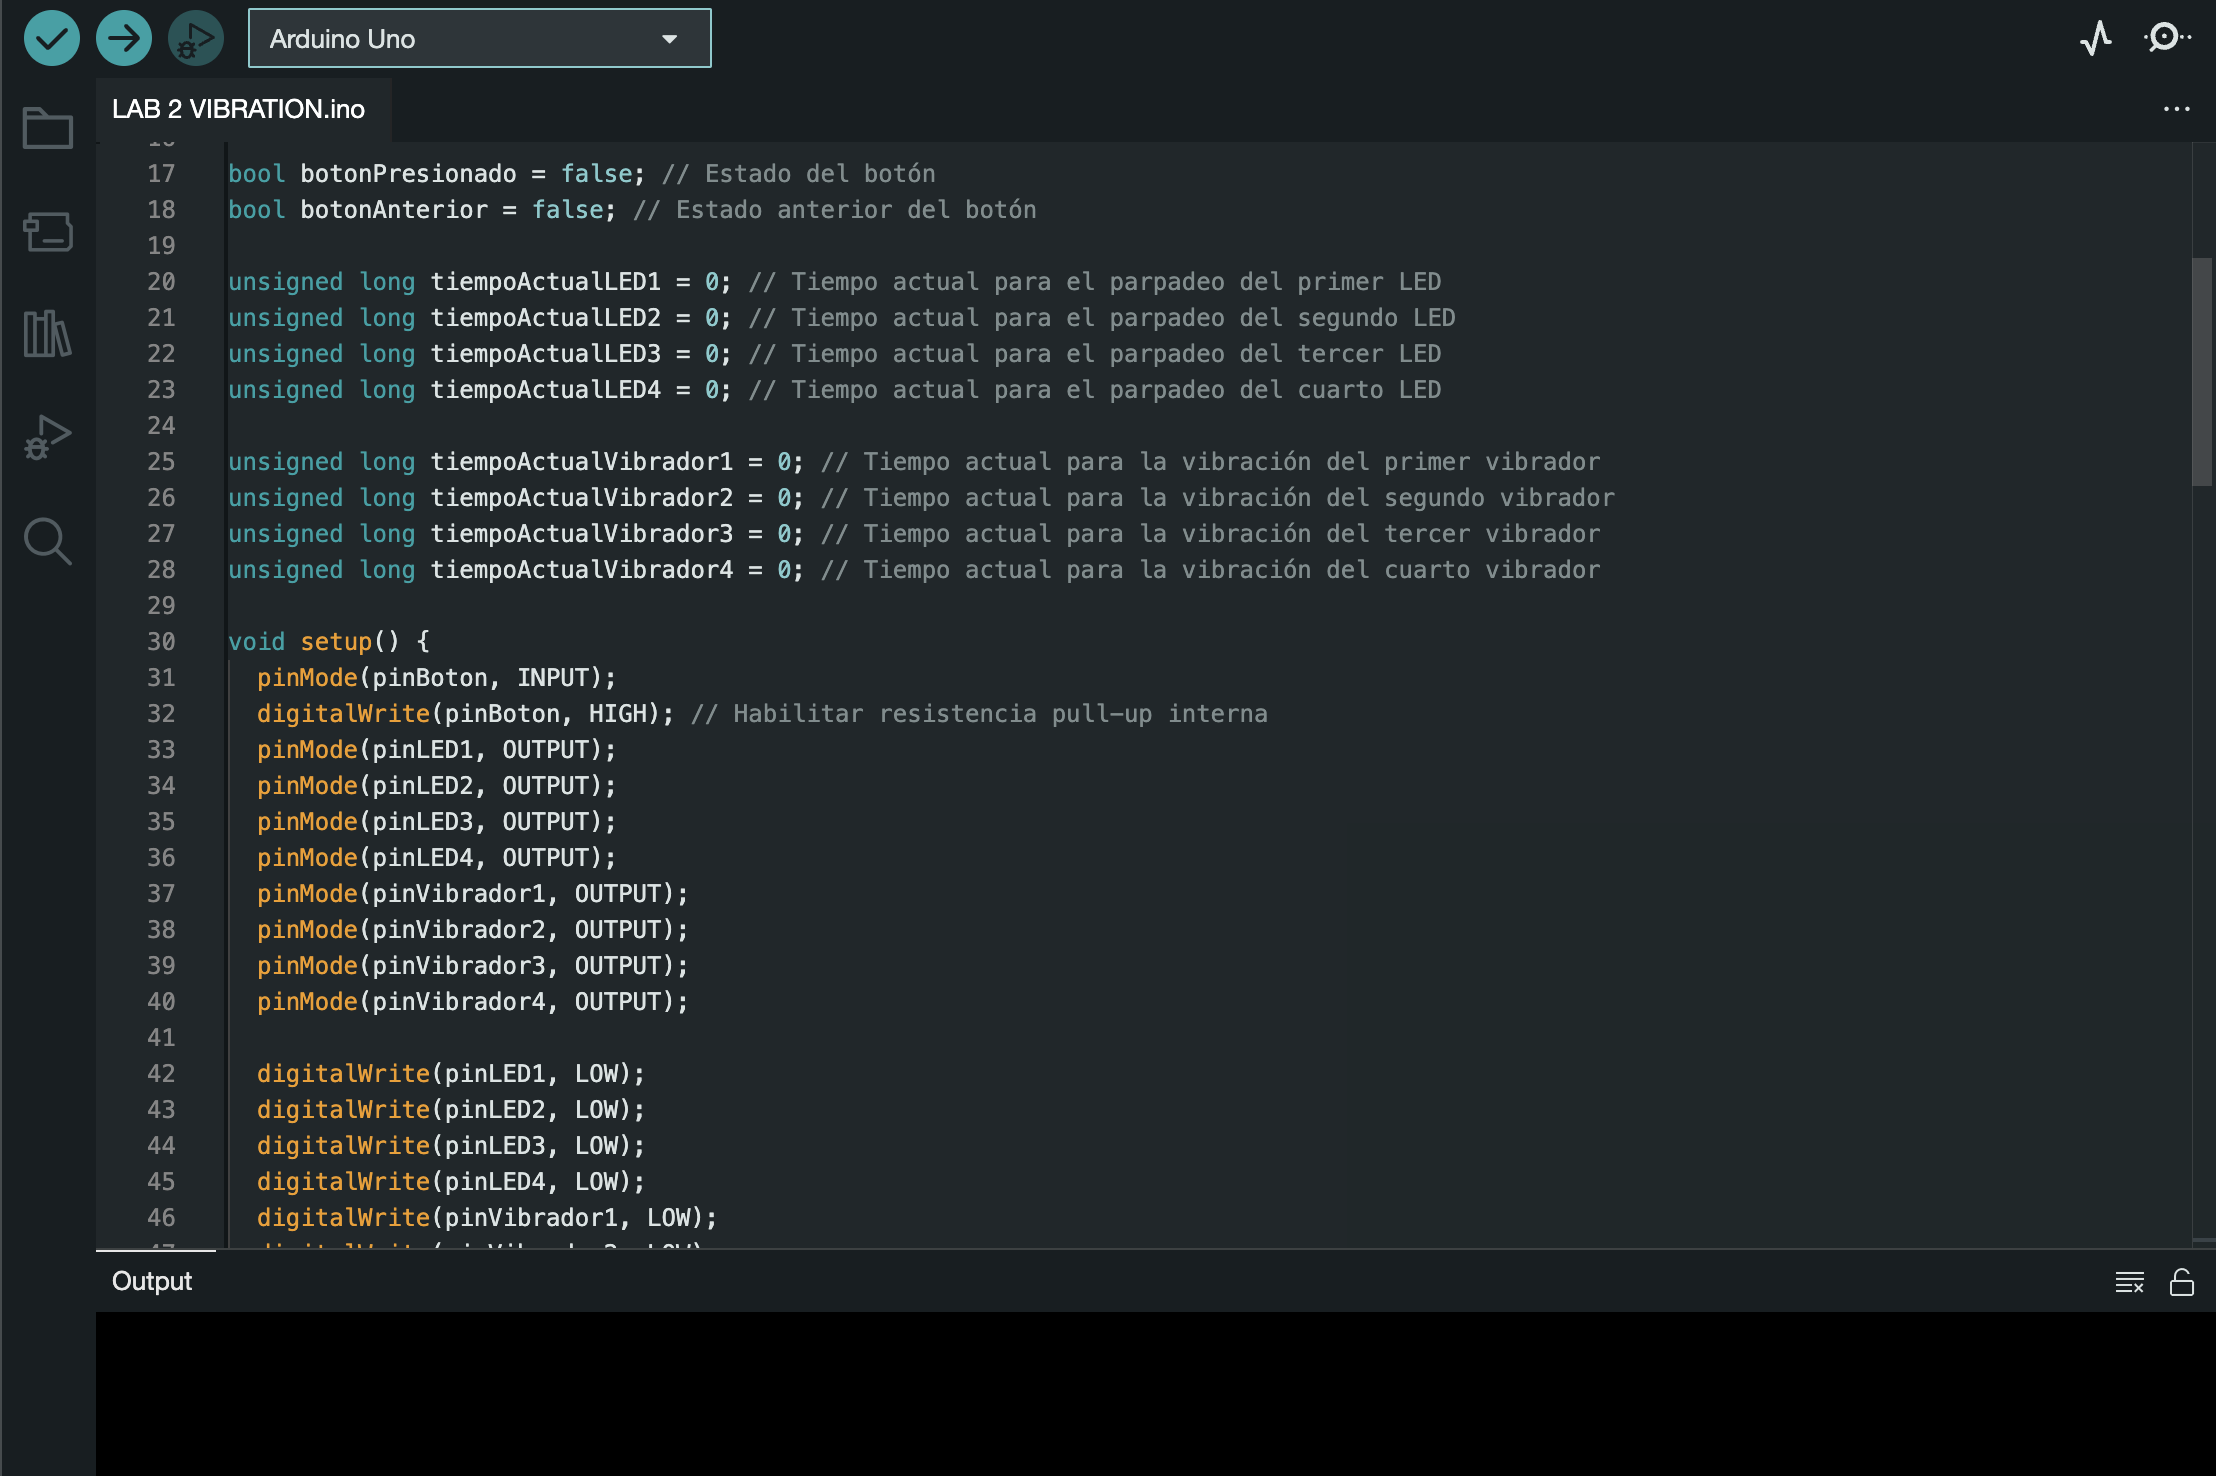 Arduino Uno
LAB 2 VIBRATION.ino
...
17 bool botonPresionado = false; // Estado del botón
18 bool botonAnterior = false; // Estado anterior del botón
19
20 unsigned long tiempoActualLED1 = 0; // Tiempo actual para el parpadeo del primer LED
21 unsigned long tiempoActualLED2 = 0; // Tiempo actual para el parpadeo del segundo LED
22 unsigned long tiempoActualLED3 = 0; // Tiempo actual para el parpadeo del tercer LED
23 unsigned long tiempoActualLED4 = 0; // Tiempo actual para el parpadeo del cuarto LED
24
25 unsigned long tiempoActualVibrador1 = 0; // Tiempo actual para la vibración del primer vibrador
26 unsigned long tiempoActualVibrador2 = 0; // Tiempo actual para la vibración del segundo vibrador
27 unsigned long tiempoActualVibrador3 = 0; // Tiempo actual para la vibración del tercer vibrador
28 unsigned long tiempoActualVibrador4 = 0; // Tiempo actual para la vibración del cuarto vibrador
29
30 void setup() {
31 pinMode(pinBoton, INPUT);
32 digitalWrite(pinBoton, HIGH); // Habilitar resistencia pull-up interna
33 pinMode(pinLED1, OUTPUT);
34 pinMode(pinLED2, OUTPUT);
35 pinMode(pinLED3, OUTPUT);
36 pinMode(pinLED4, OUTPUT);
37 pinMode(pinVibrador1, OUTPUT);
38 pinMode(pinVibrador2, OUTPUT);
39 pinMode(pinVibrador3, OUTPUT);
40 pinMode(pinVibrador4, OUTPUT);
41
42 digitalWrite(pinLED1, LOW);
43 digitalWrite(pinLED2, LOW);
44 digitalWrite(pinLED3, LOW);
45 digitalWrite(pinLED4, LOW);
46 digitalWrite(pinVibrador1, LOW);
Output